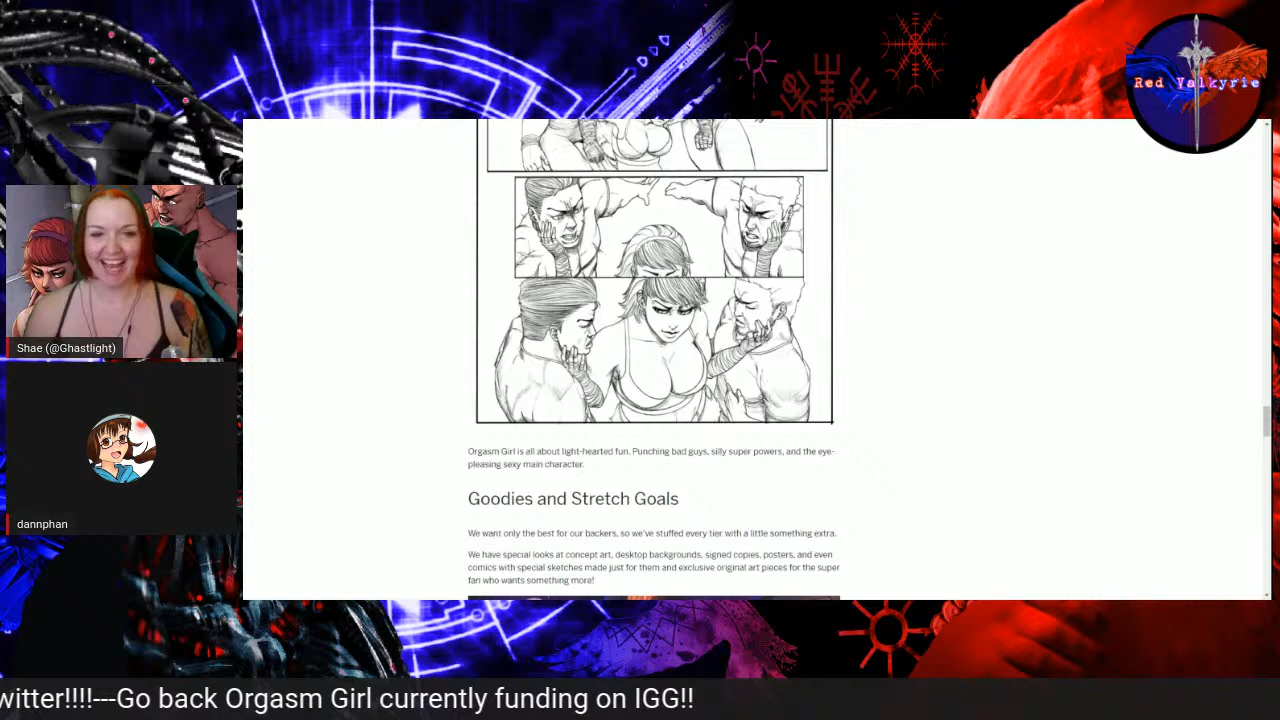 Red Valkyrie
Shae (@Ghastlight)
dannphan
Orgasm Girl is all about light-hearted fun. Punching bad guys, silly super powers, and the eye-
pleasing sexy main character.
Goodies and Stretch Goals
We want only the best for our backers, so we've stuffed every tier with a little something extra.
We have special looks at concept art, desktop backgrounds, signed copies, posters, and even
comics with special sketches made just for them and exclusive original art pieces for the super
fan who wants something more!
witter!!!!---Go back Orgasm Girl currently funding on IGG!!